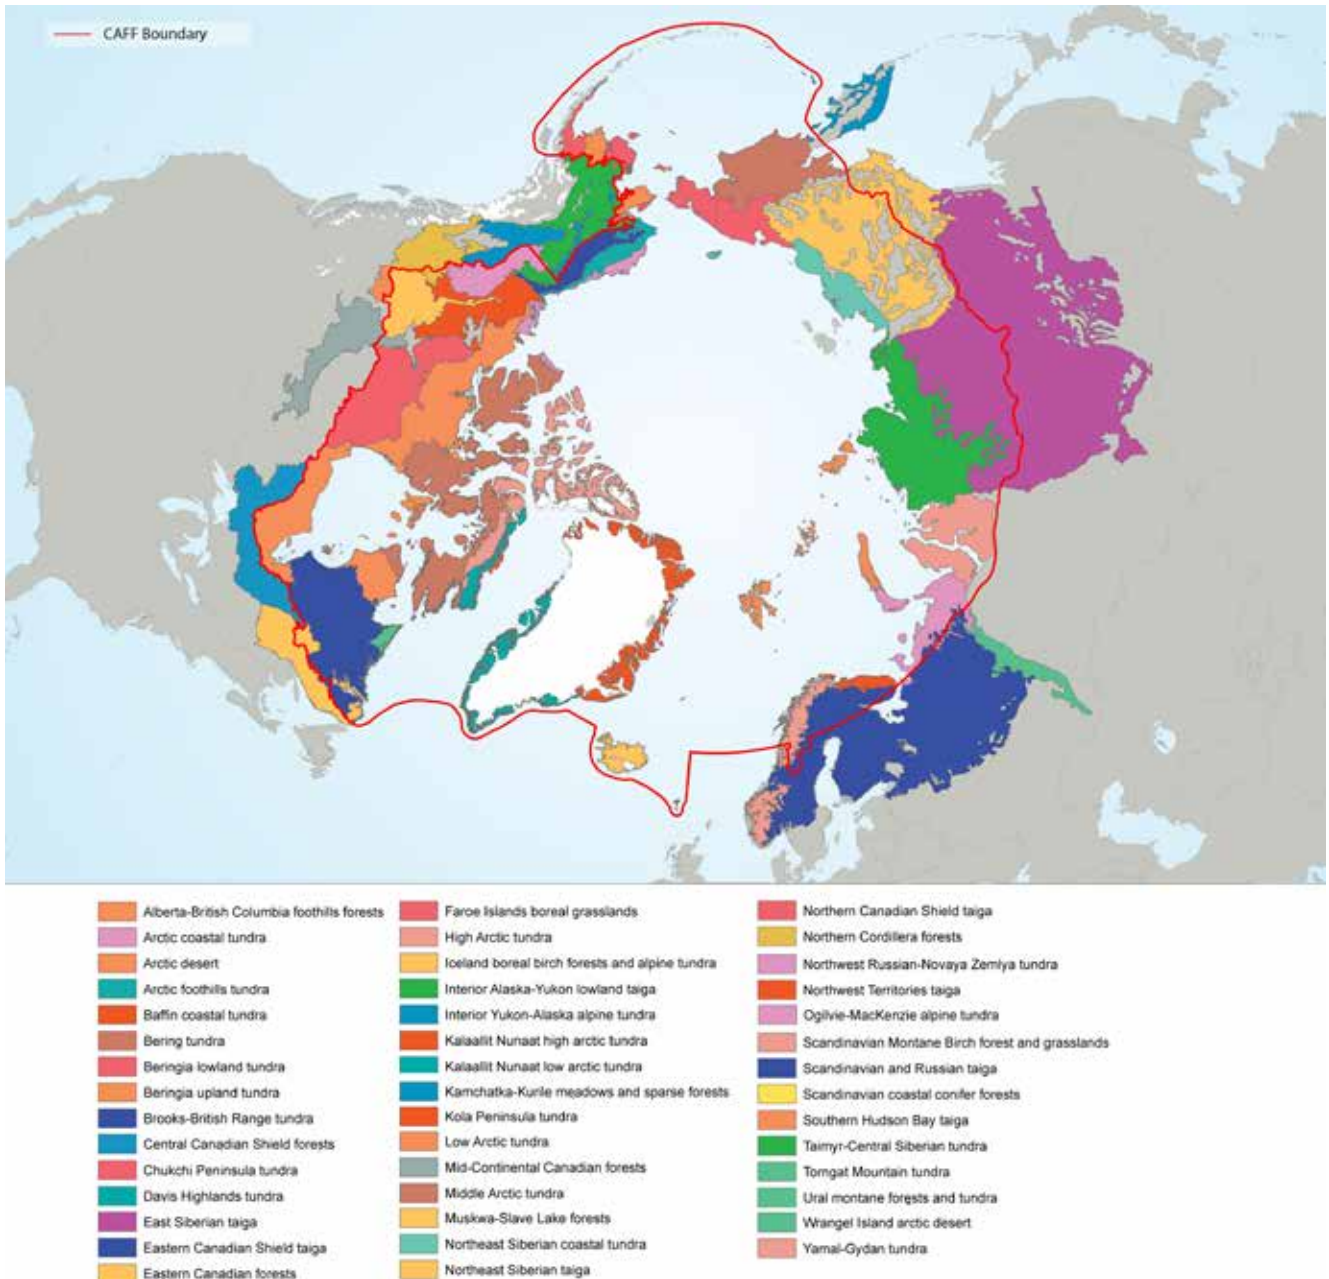 CAFF Boundary
Alberta-British Columbia foothills forests
Arctic coastal tundra
Arctic desert
Arctic foothills tundra
Baffin coastal tundra
Bering tundra
Beringia lowland tundra
Beringia upland tundra
Brooks-British Range tundra
Central Canadian Shield forests
Chukchi Peninsula tundra
Davis Highlands tundra
East Siberian taiga
Eastern Canadian Shield taiga
Eastern Canadian forests
Faroe Islands boreal grasslands
High Arctic tundra
Iceland boreal birch forests and alpine tundra
Interior Alaska-Yukon lowland taiga
Interior Yukon-Alaska alpine tundra
Kalaallit Nunaat high arctic tundra
Kalaallit Nunaat low arctic tundra
Kamchatka-Kurile meadows and sparse forests
Kola Peninsula tundra
Low Arctic tundra
Mid-Continental Canadian forests
Middle Arctic tundra
Muskwa-Slave Lake forests
Northeast Siberian coastal tundra
Northeast Siberian taiga
Northern Canadian Shield taiga
Northern Cordillera forests
Northwest Russian-Novaya Zemlya tundra
Northwest Territories taiga
Ogilvie-MacKenzie alpine tundra
Scandinavian Montane Birch forest and grasslands
Scandinavian and Russian taiga
Scandinavian coastal conifer forests
Southern Hudson Bay taiga
Taimyr-Central Siberian tundra
Torngat Mountain tundra
Ural montane forests and tundra
Wrangel Island arctic desert
Yamal-Gydan tundra